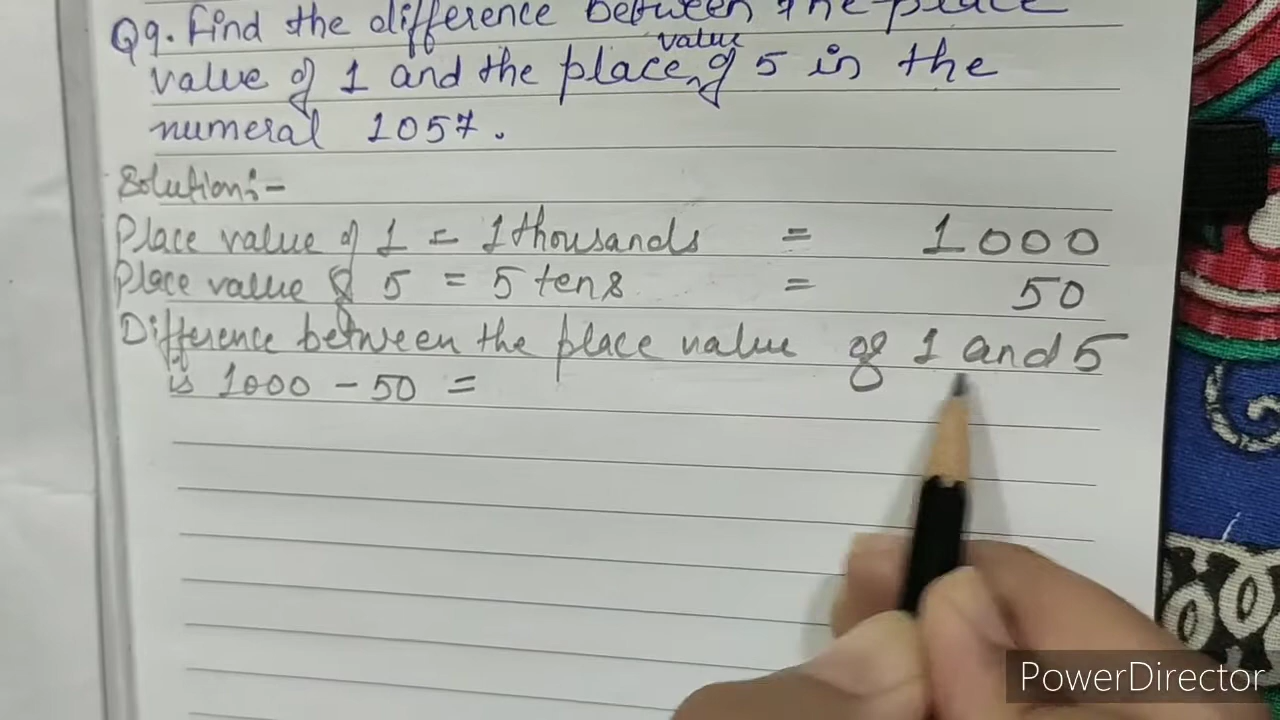 Q9. Find the difference between the place
value
value of 1 and the place of 5 in the
numeral 1057.
Solution:-
Place value of 1 = 1 thousands = 1000
Place value of 5 = 5 tens = 50
Difference between the place value of 1 and 5
is 1000 - 50 =
PowerDirector